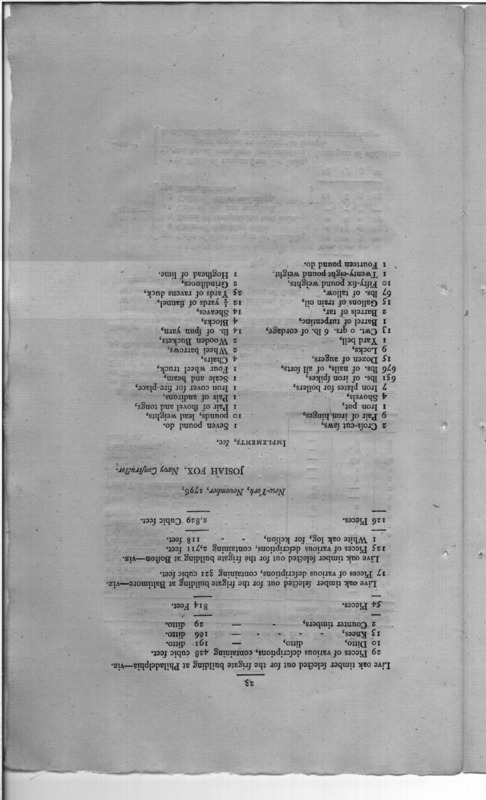 23
Live oak timber selected out for the frigate building at Philadelphia—viz.
29 Pieces of various descriptions, containing 428 cubic feet.
10 Ditto, ditto, — 191 ditto.
13 Knees, - - - - 166 ditto.
2 Counter timbers, - — 29 ditto.
54 Pieces. 814 Feet.
Live oak timber selected out for the frigate building at Baltimore—viz.
17 Pieces of various descriptions, containing 321 cubic feet.
Live oak timber selected out for the frigate building at Boston—viz.
125 Pieces of various descriptions, containing 2,711 feet.
1 White oak log, for kelson, - - 118 feet.
126 Pieces. 2,829 Cubic feet.
New-York, November, 1796,
JOSIAH FOX, Navy Constructor.
IMPLEMENTS, &c.
2 Cross-cut saws,
9 Pair of iron hinges,
1 Iron pot,
4 Shovels,
7 Iron plates for boilers,
651 lbs. of iron spikes,
676 lbs. of nails, of all sorts,
15 Dozen of augers.
9 Locks,
1 Yard bell,
13 Cwt. 0 qrs. 6 lb. of cordage,
1 Barrel of turpentine,
2 Barrels of tar,
15 Gallons of train oil,
67 lbs. of tallow,
10 Fifty-six pound weights,
1 Twenty-eight pound weight.
1 Fourteen pound do.
1 Seven pound do.
10 pounds, lead weights,
1 Pair of shovel and tongs,
1 Pair of andirons.
1 Iron cover for fire-place,
1 Scale and beam,
1 Four wheel truck,
4 Chairs,
2 Wheel barrows,
2 Wooden Buckets,
14 lb. of spun yarn,
4 Blocks,
14 Sheaves,
12 yards of flannel,
25 Yards of ravens duck,
2 Grindstones,
1 Hogshead of lime.